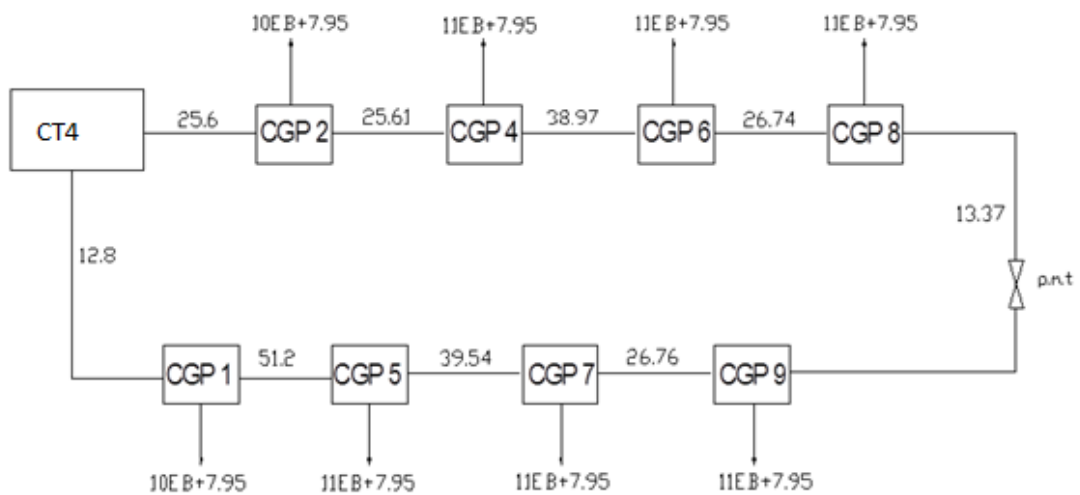 10EB+7.95 11EB+7.95 11EB+7.95 11EB+7.95
CT4 25.6 CGP 2 25.61 CGP 4 38.97 CGP 6 26.74 CGP 8
13.37
12.8
p.n.t
CGP 1 51.2 CGP 5 39.54 CGP 7 26.76 CGP 9
10EB+7.95 11EB+7.95 11EB+7.95 11EB+7.95